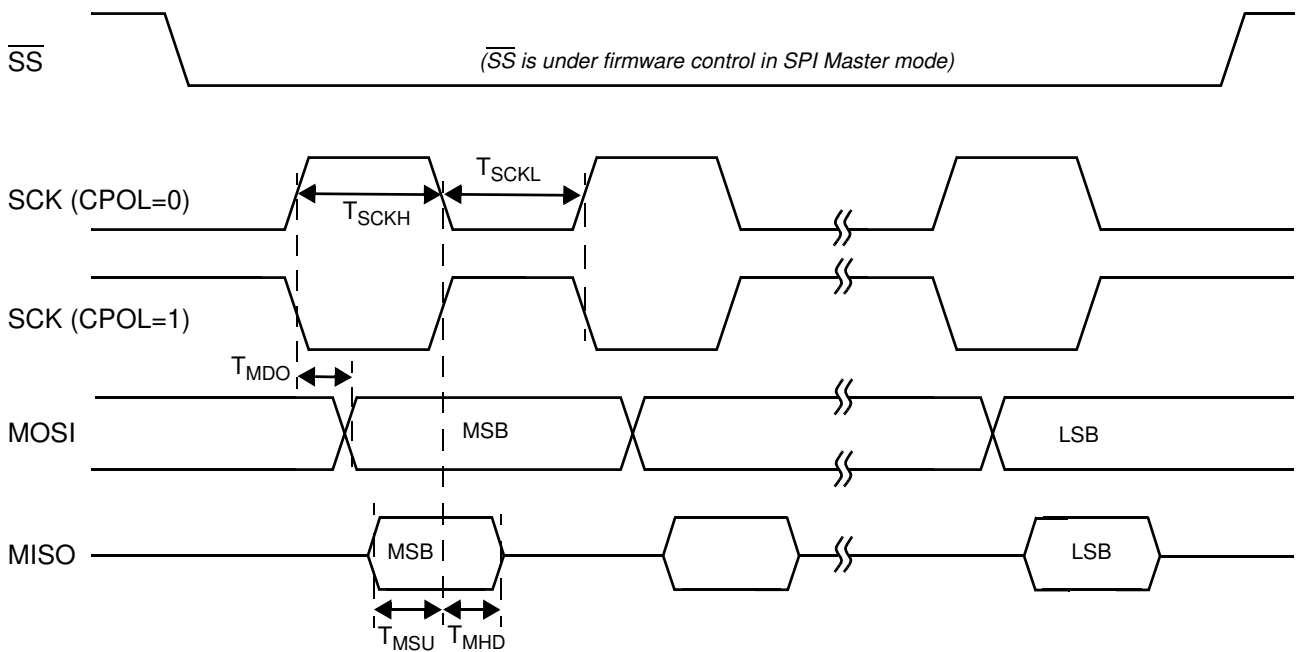 SS
(SS is under firmware control in SPI Master mode)
SCK (CPOL=0)
TSCKH
TSCKL
SCK (CPOL=1)
TMDO
MOSI
MSB
LSB
MISO
MSB
LSB
TMSU
TMHD